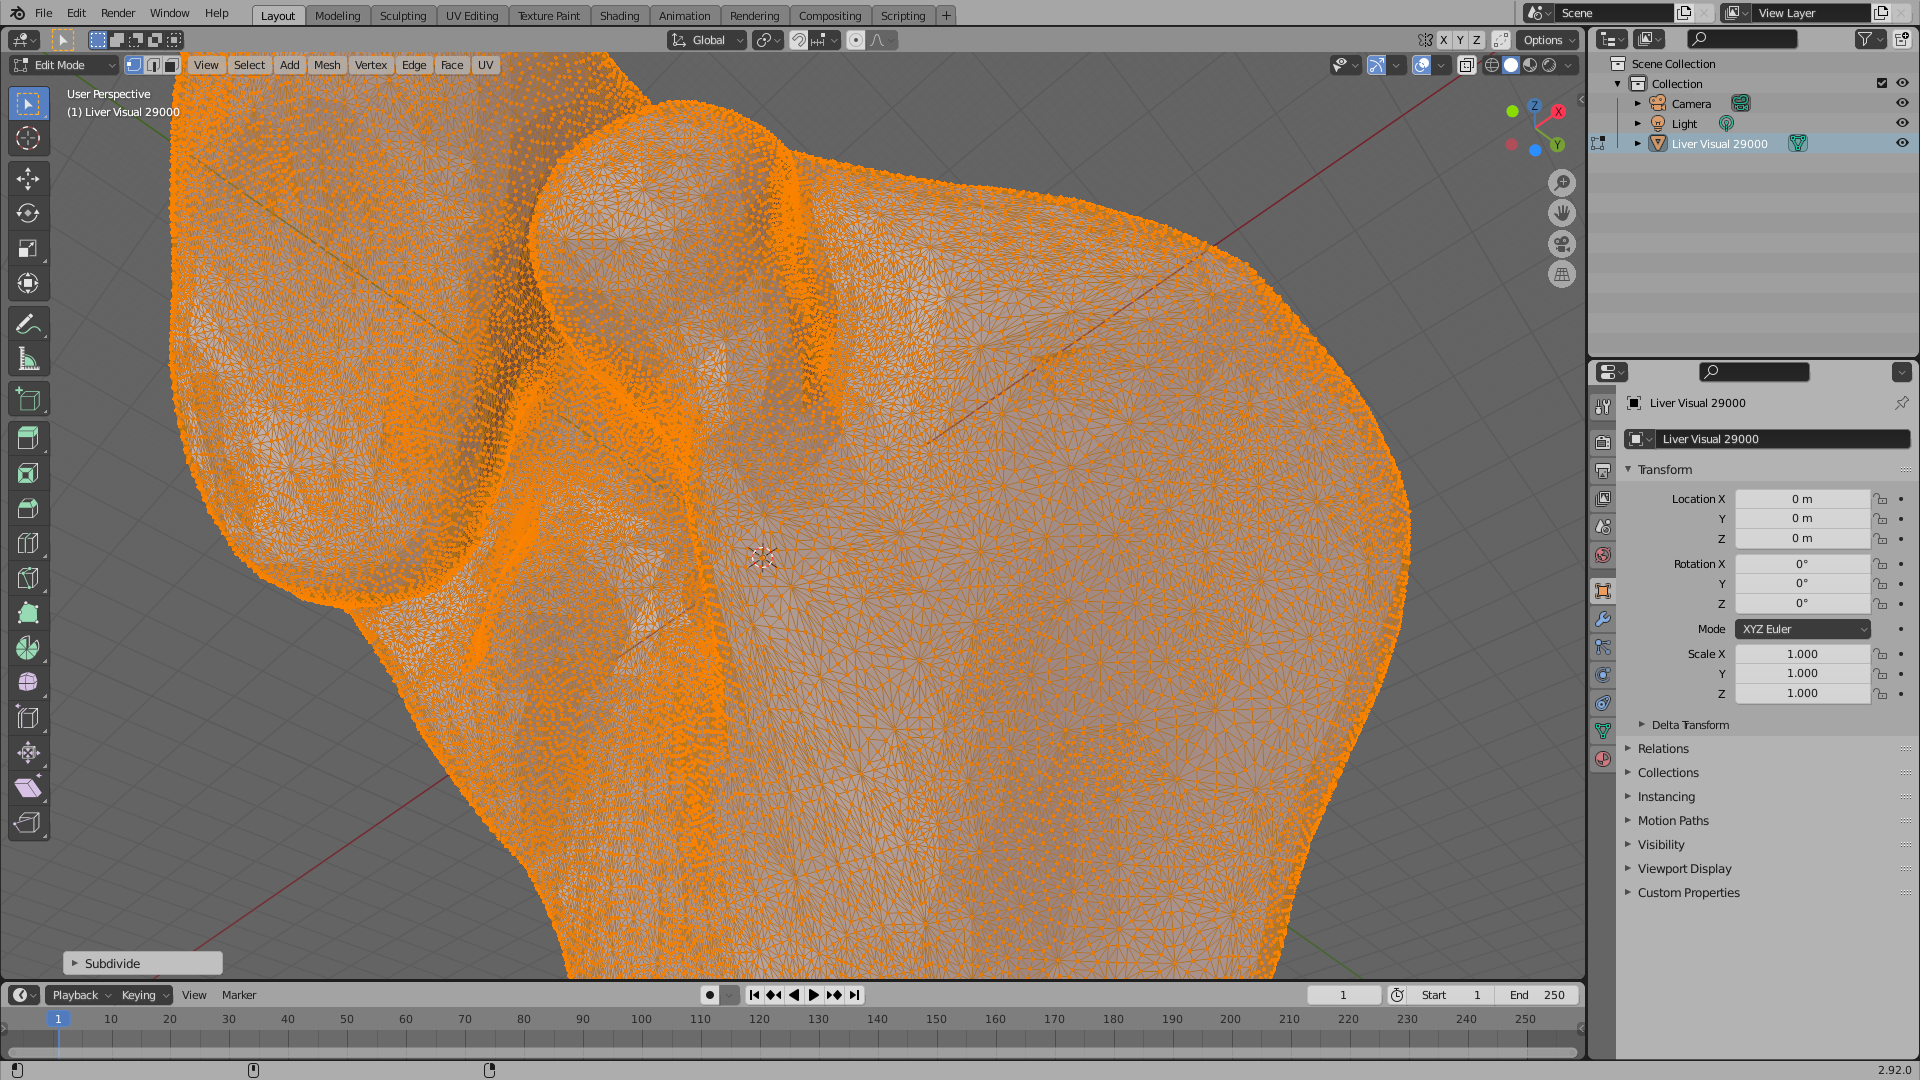 File Edit Render Window Help Layout Modeling Sculpting UV Editing Texture Paint Shading Animation Rendering Compositing Scripting + Scene View Layer
Global X Y Z Options
Edit Mode View Select Add Mesh Vertex Edge Face UV
User Perspective
(1) Liver Visual 29000
Z X Y
Scene Collection
Collection
Camera
Light
Liver Visual 29000
Liver Visual 29000
Liver Visual 29000
Transform
Location X 0 m
Y 0 m
Z 0 m
Rotation X 0°
Y 0°
Z 0°
Mode XYZ Euler
Scale X 1.000
Y 1.000
Z 1.000
Delta Transform
Relations
Collections
Instancing
Motion Paths
Visibility
Viewport Display
Custom Properties
Subdivide
Playback Keying View Marker 1 Start 1 End 250
1 10 20 30 40 50 60 70 80 90 100 110 120 130 140 150 160 170 180 190 200 210 220 230 240 250
2.92.0